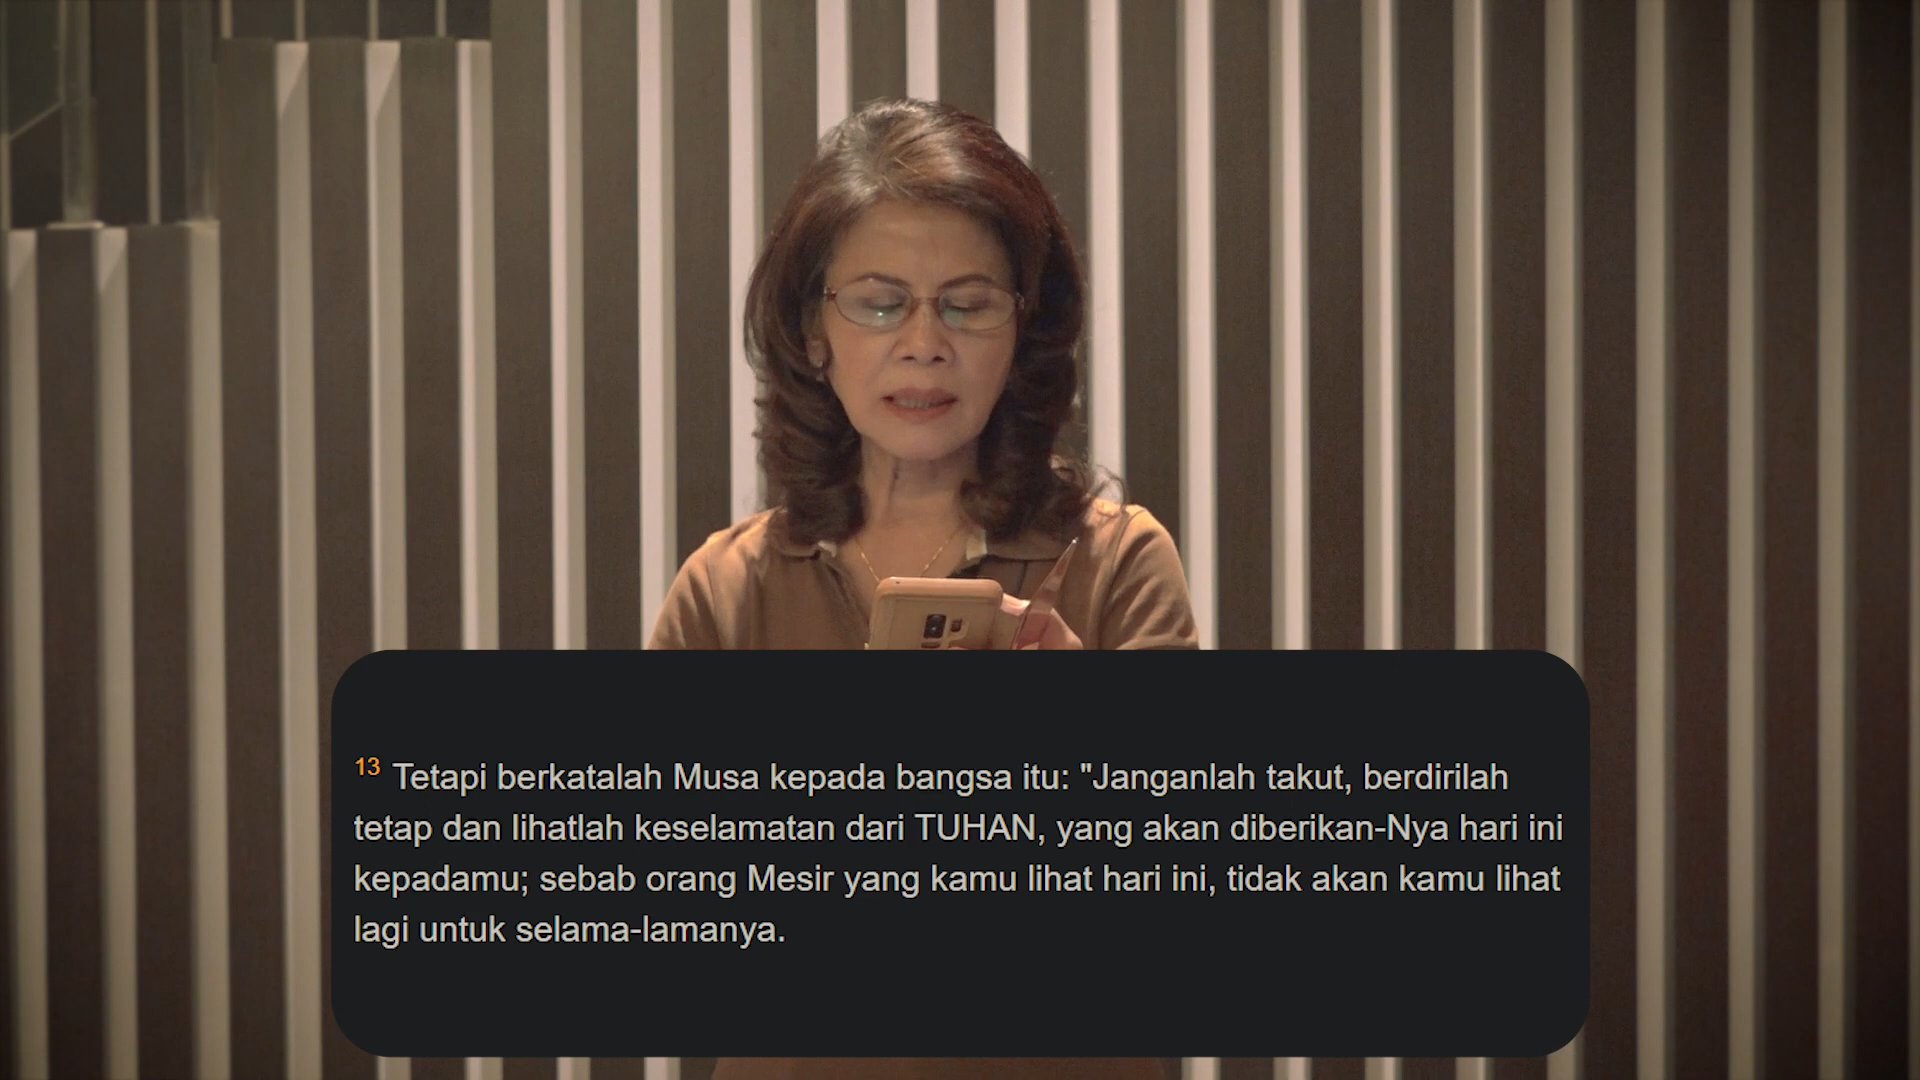 13 Tetapi berkatalah Musa kepada bangsa itu: "Janganlah takut, berdirilah
tetap dan lihatlah keselamatan dari TUHAN, yang akan diberikan-Nya hari ini
kepadamu; sebab orang Mesir yang kamu lihat hari ini, tidak akan kamu lihat
lagi untuk selama-lamanya.